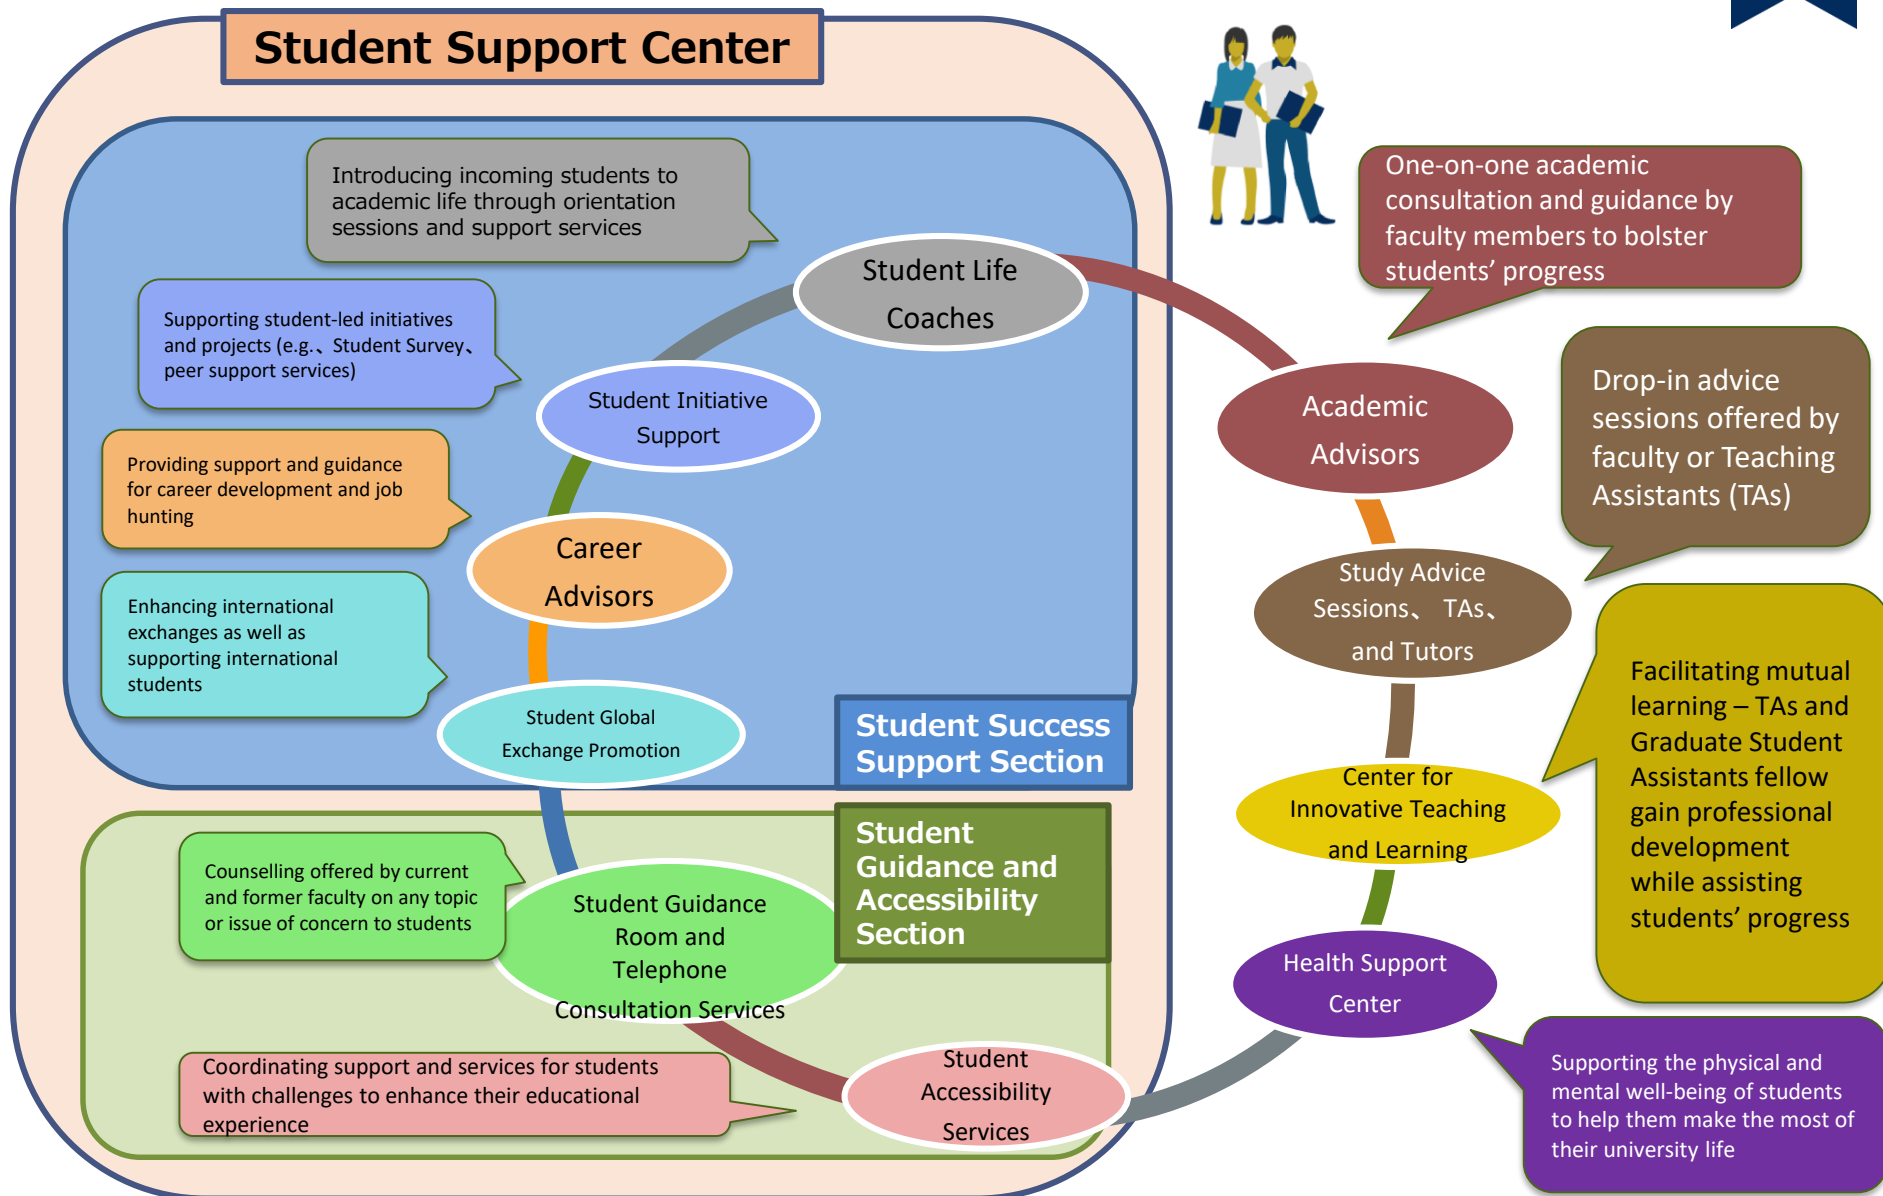 Student Support Center
Introducing incoming students to
academic life through orientation
sessions and support services
Student Life
Coaches
Supporting student-led initiatives
and projects (e.g.、Student Survey、
peer support services)
Student Initiative
Support
Providing support and guidance
for career development and job
hunting
Career
Advisors
Enhancing international
exchanges as well as
supporting international
students
Student Global
Exchange Promotion
Student Success
Support Section
Student
Guidance and
Accessibility
Section
Counselling offered by current
and former faculty on any topic
or issue of concern to students
Student Guidance
Room and
Telephone
Consultation Services
Coordinating support and services for students
with challenges to enhance their educational
experience
Student
Accessibility
Services
One-on-one academic
consultation and guidance by
faculty members to bolster
students’ progress
Academic
Advisors
Drop-in advice
sessions offered by
faculty or Teaching
Assistants (TAs)
Study Advice
Sessions、 TAs、
and Tutors
Facilitating mutual
learning – TAs and
Graduate Student
Assistants fellow
gain professional
development
while assisting
students’ progress
Center for
Innovative Teaching
and Learning
Health Support
Center
Supporting the physical and
mental well-being of students
to help them make the most of
their university life